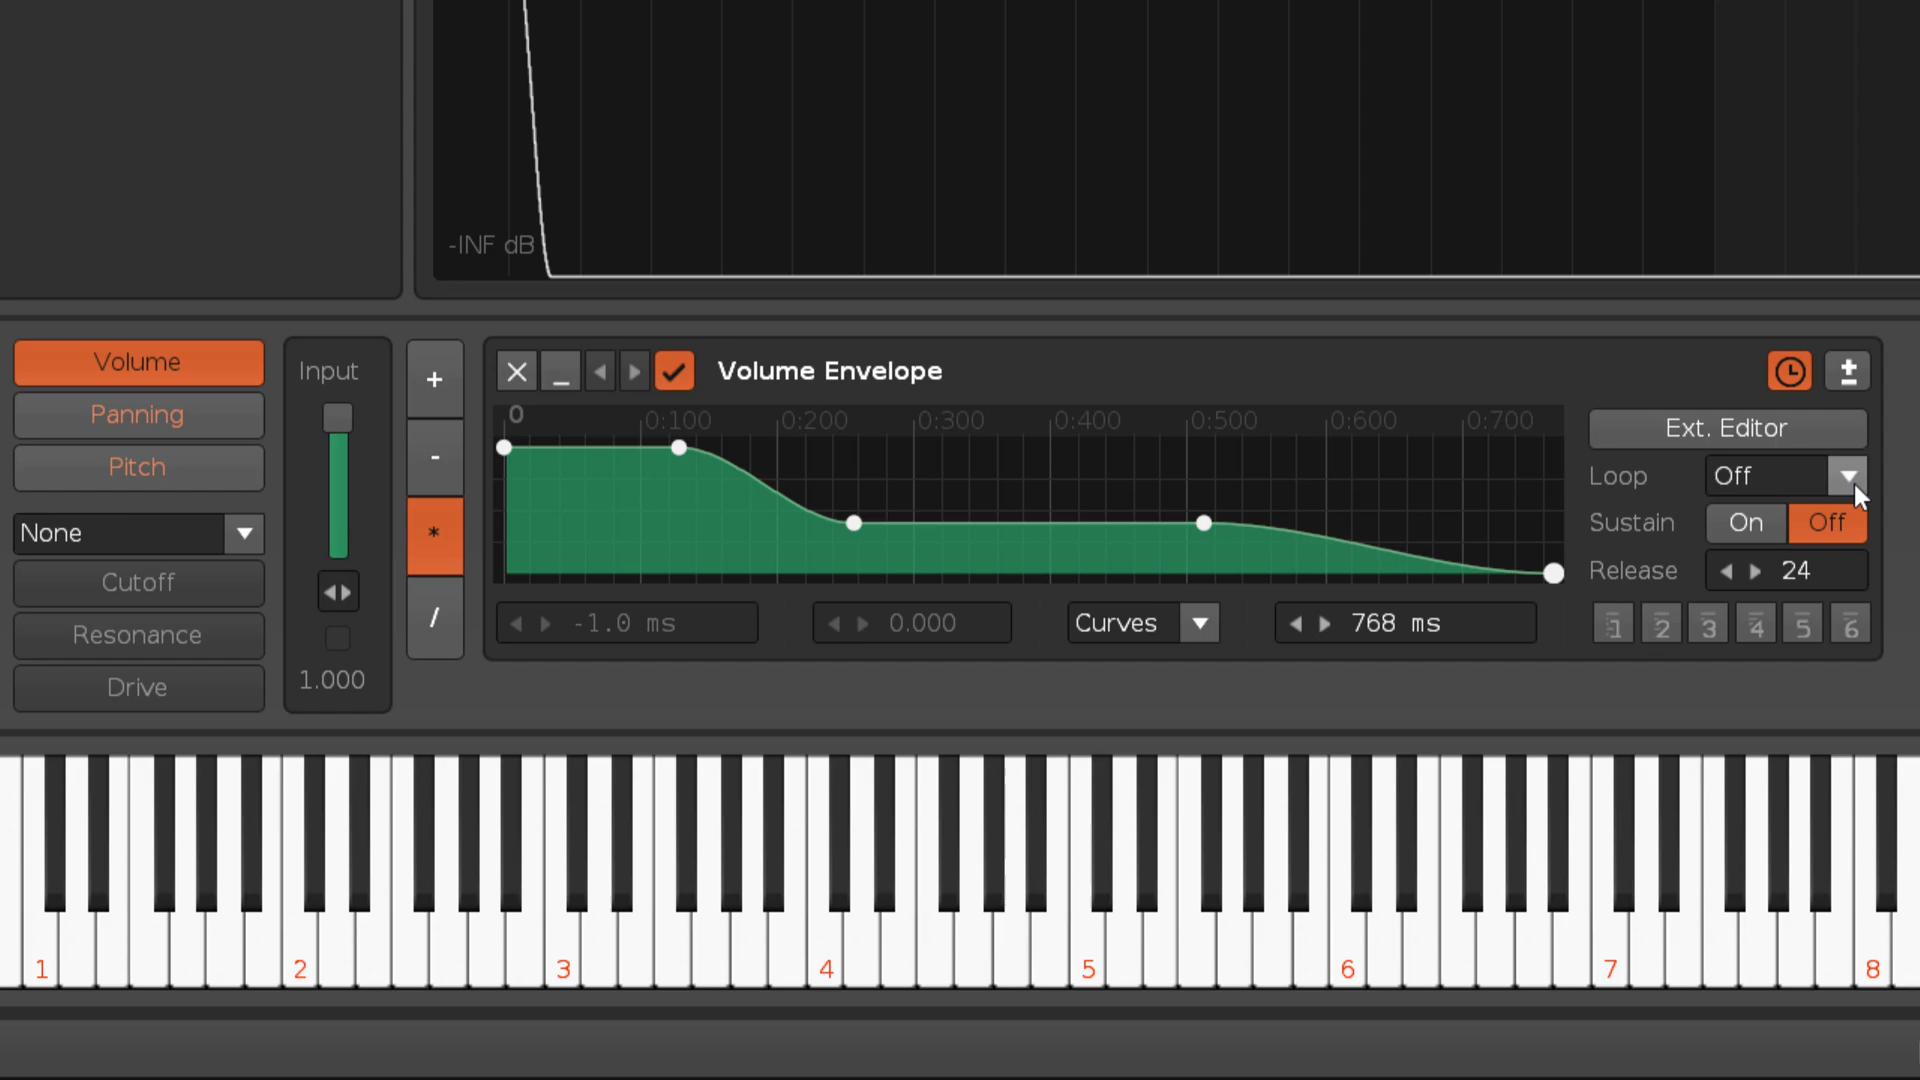 -INF dB
Volume
Panning
Pitch
None
Cutoff
Resonance
Drive
Input
1.000
+
-
*
/
Volume Envelope
0 0:100 0:200 0:300 0:400 0:500 0:600 0:700
-1.0 ms 0.000 Curves 768 ms
Ext. Editor
Loop Off
Sustain On Off
Release 24
1 2 3 4 5 6
1 2 3 4 5 6 7 8